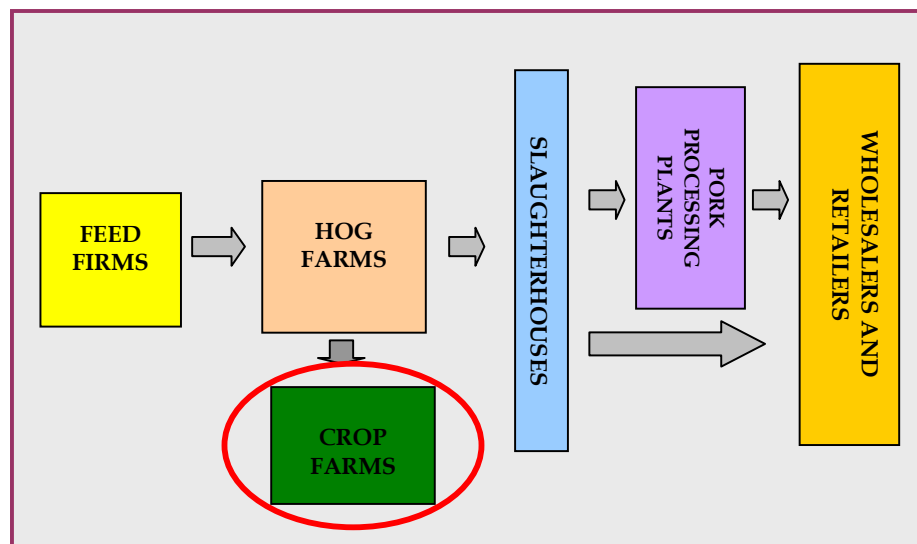 FEED
FIRMS
HOG
FARMS
CROP
FARMS
SLAUGHTERHOUSES
PORK
PROCESSING
PLANTS
WHOLESALERS AND
RETAILERS